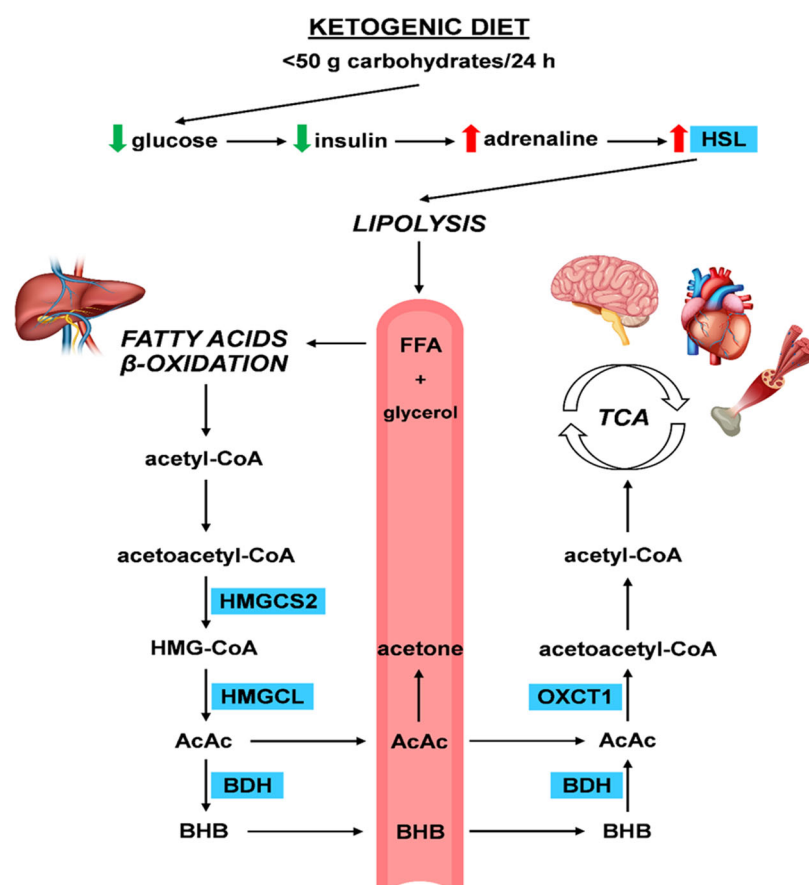 KETOGENIC DIET
<50 g carbohydrates/24 h
glucose
insulin
adrenaline
HSL
LIPOLYSIS
FATTY ACIDS
β-OXIDATION
FFA
+
glycerol
TCA
acetyl-CoA
acetoacetyl-CoA
HMGCS2
HMG-CoA
HMGCL
AcAc
BDH
BHB
acetone
AcAc
BHB
acetyl-CoA
acetoacetyl-CoA
OXCT1
AcAc
BDH
BHB